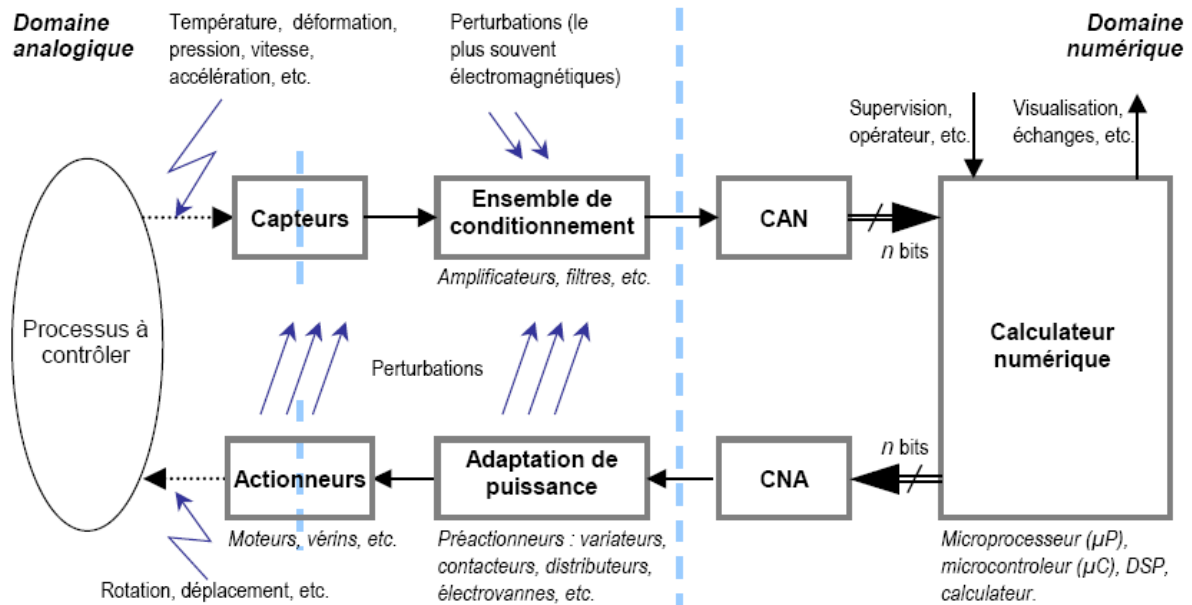 Domaine
analogique
Température, déformation,
pression, vitesse,
accélération, etc.
Perturbations (le
plus souvent
électromagnétiques)
Domaine
numérique
Supervision,
opérateur, etc.
Visualisation,
échanges, etc.
Capteurs
Ensemble de
conditionnement
Amplificateurs, filtres, etc.
CAN
n bits
Processus à
contrôler
Perturbations
Calculateur
numérique
Actionneurs
Moteurs, vérins, etc.
Adaptation de
puissance
Préactionneurs : variateurs,
contacteurs, distributeurs,
électrovannes, etc.
CNA
n bits
Microprocesseur (µP),
microcontroleur (µC), DSP,
calculateur.
Rotation, déplacement, etc.